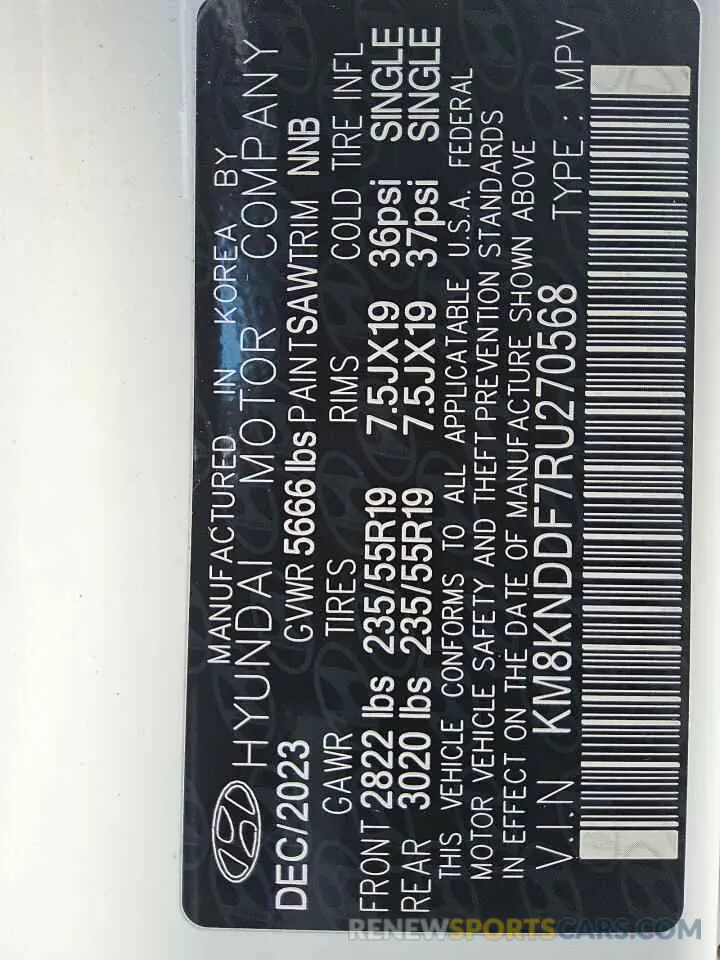 MANUFACTURED IN KOREA BY
HYUNDAI MOTOR COMPANY
DEC/2023 GVWR 5666 lbs PAINT SAW TRIM NNB
GAWR TIRES RIMS COLD TIRE INFL
FRONT 2822 lbs 235/55R19 7.5JX19 36psi SINGLE
REAR 3020 lbs 235/55R19 7.5JX19 37psi SINGLE
THIS VEHICLE CONFORMS TO ALL APPLICATABLE U.S.A. FEDERAL
MOTOR VEHICLE SAFETY AND THEFT PREVENTION STANDARDS
IN EFFECT ON THE DATE OF MANUFACTURE SHOWN ABOVE
V.I.N KM8KNDDF7RU270568 TYPE : MPV
RENEWSPORTSCARS.COM